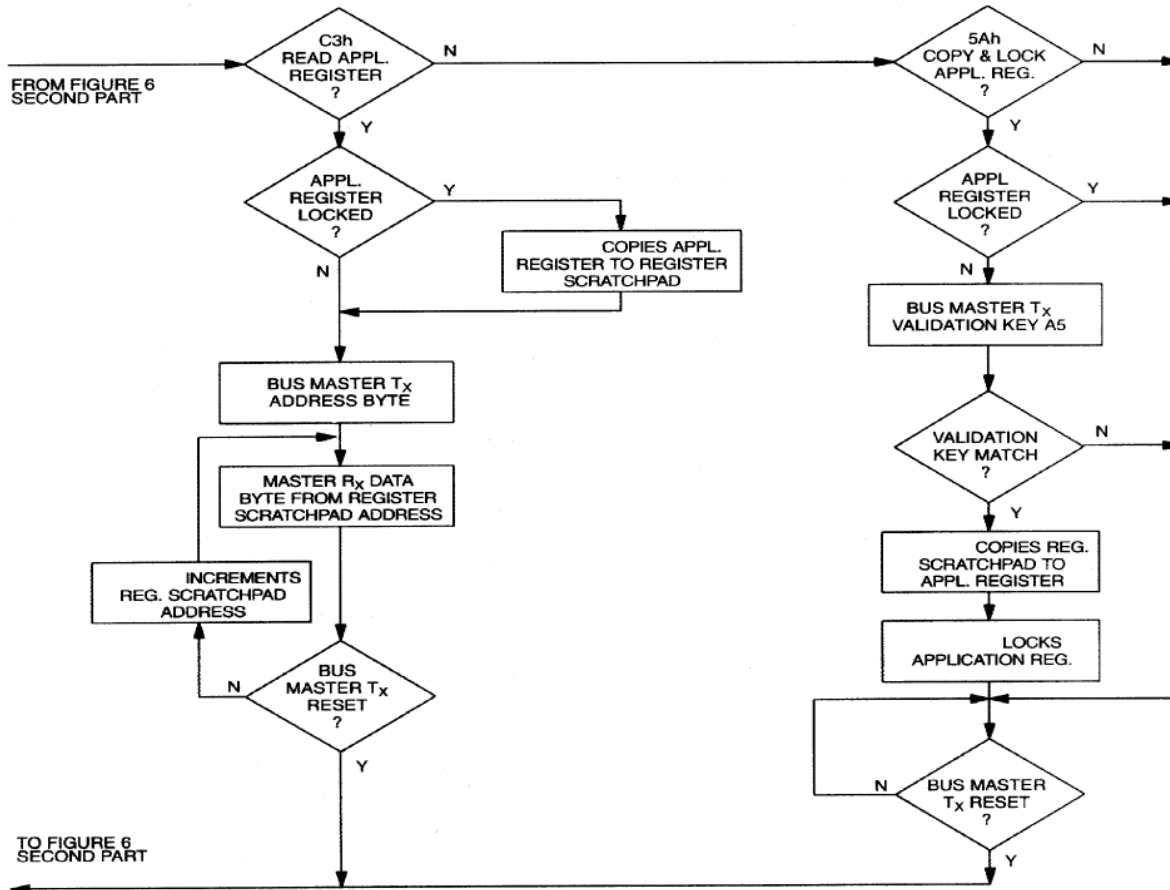 C3h
READ APPL.
REGISTER
?
N
5Ah
COPY & LOCK
APPL. REG.
?
N
FROM FIGURE 6
SECOND PART
Y
Y
APPL.
REGISTER
LOCKED
?
Y
N
COPIES APPL.
REGISTER TO REGISTER
SCRATCHPAD
APPL
REGISTER
LOCKED
?
Y
N
BUS MASTER TX
ADDRESS BYTE
BUS MASTER TX
VALIDATION KEY A5
MASTER RX DATA
BYTE FROM REGISTER
SCRATCHPAD ADDRESS
VALIDATION
KEY MATCH
?
N
Y
INCREMENTS
REG. SCRATCHPAD
ADDRESS
COPIES REG.
SCRATCHPAD TO
APPL. REGISTER
BUS
MASTER TX
RESET
?
N
Y
LOCKS
APPLICATION REG.
BUS MASTER
TX RESET
?
N
Y
TO FIGURE 6
SECOND PART